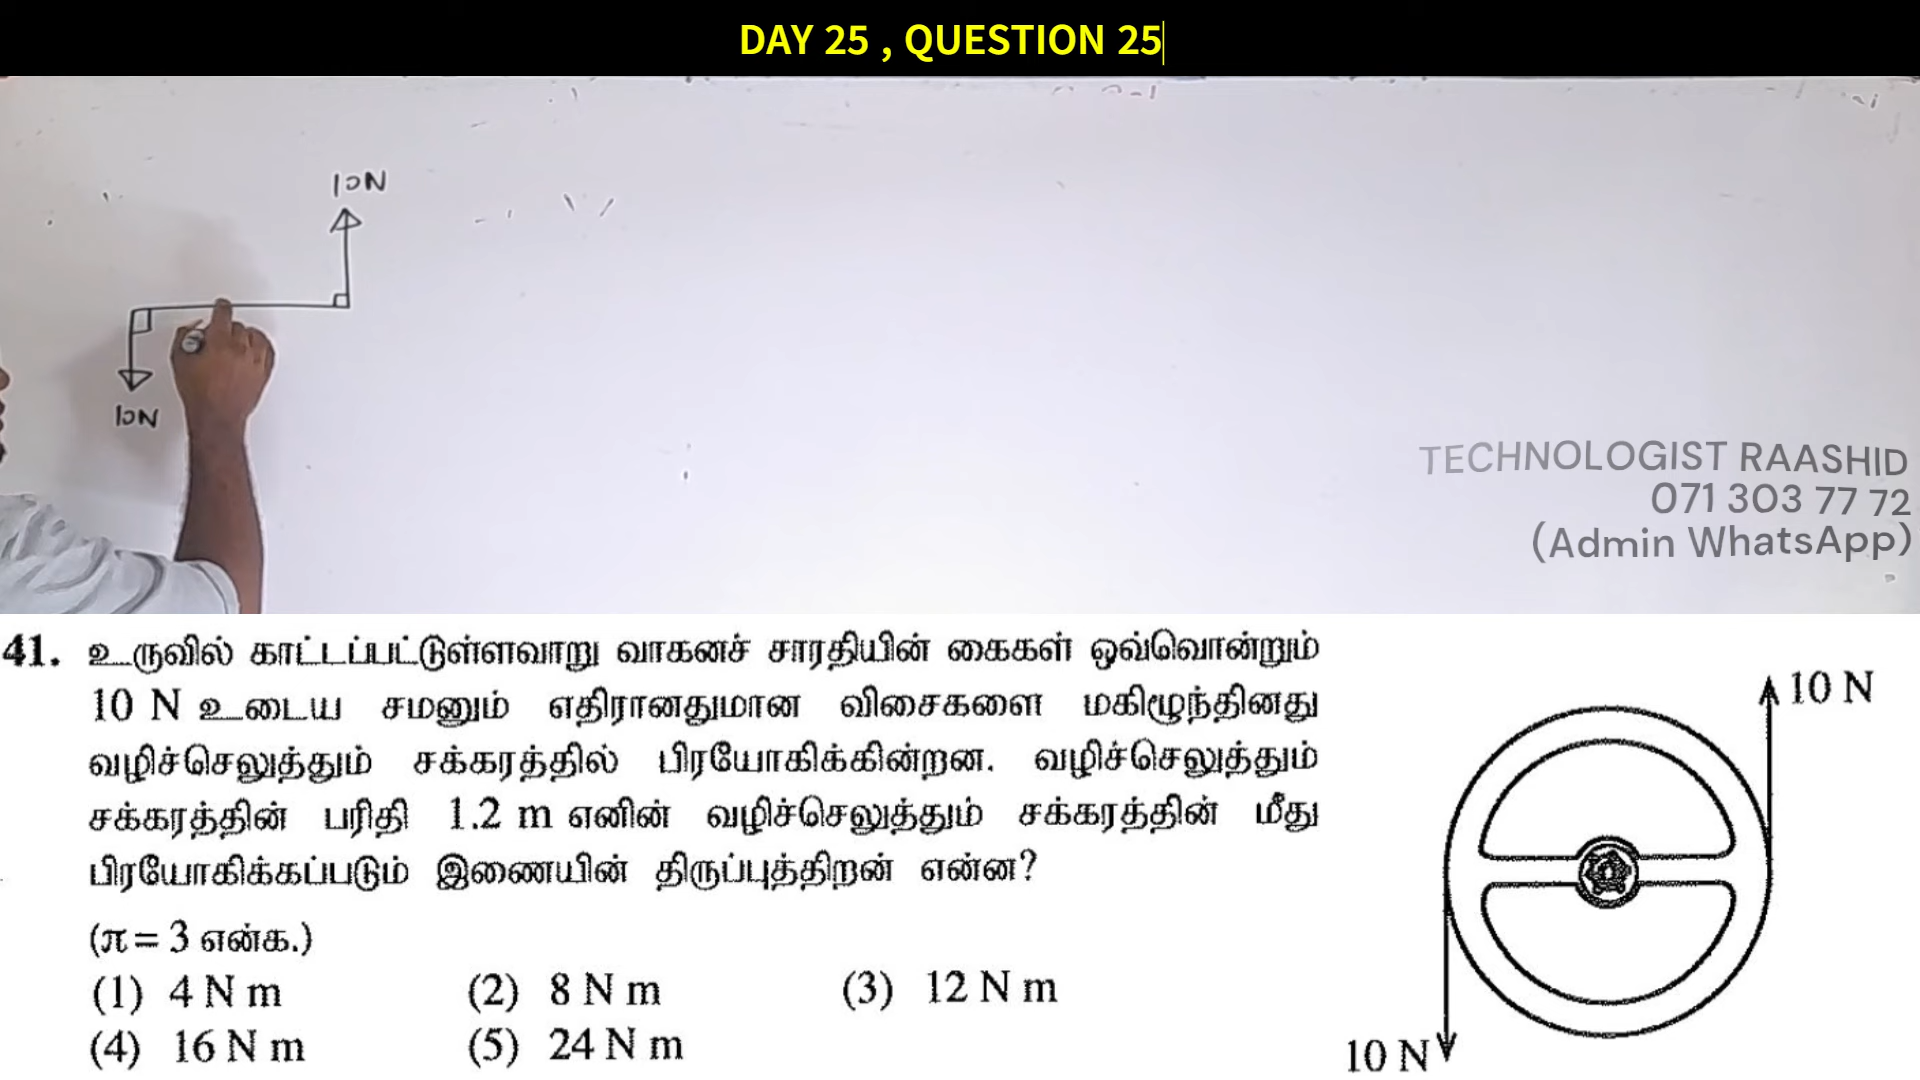 DAY 25 , QUESTION 25
10N
10N
TECHNOLOGIST RAASHID
071 303 77 72
(Admin WhatsApp)
41. உருவில் காட்டப்பட்டுள்ளவாறு வாகனச் சாரதியின் கைகள் ஒவ்வொன்றும்
10 N உடைய சமனும் எதிரானதுமான விசைகளை மகிழுந்தினது
வழிச்செலுத்தும் சக்கரத்தில் பிரயோகிக்கின்றன. வழிச்செலுத்தும்
சக்கரத்தின் பரிதி 1.2 m எனின் வழிச்செலுத்தும் சக்கரத்தின் மீது
பிரயோகிக்கப்படும் இணையின் திருப்புத்திறன் என்ன?
(π = 3 என்க.)
(1) 4 N m (2) 8 N m (3) 12 N m
(4) 16 N m (5) 24 N m
10 N
10 N